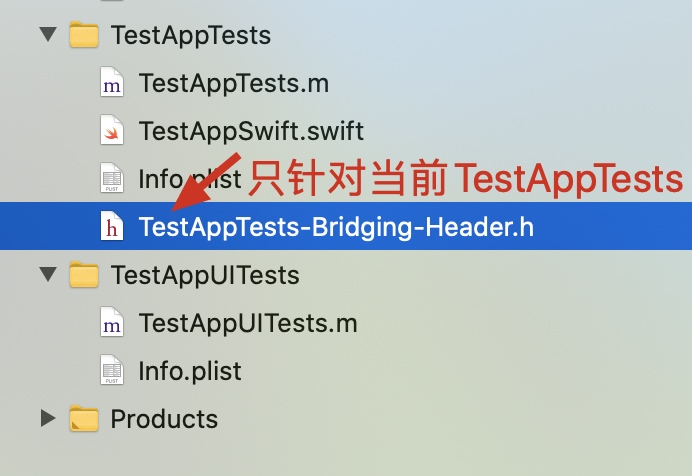 TestAppTests
m TestAppTests.m
TestAppSwift.swift
PLIST Info.plist
只针对当前 TestAppTests
h TestAppTests-Bridging-Header.h
TestAppUITests
m TestAppUITests.m
PLIST Info.plist
Products